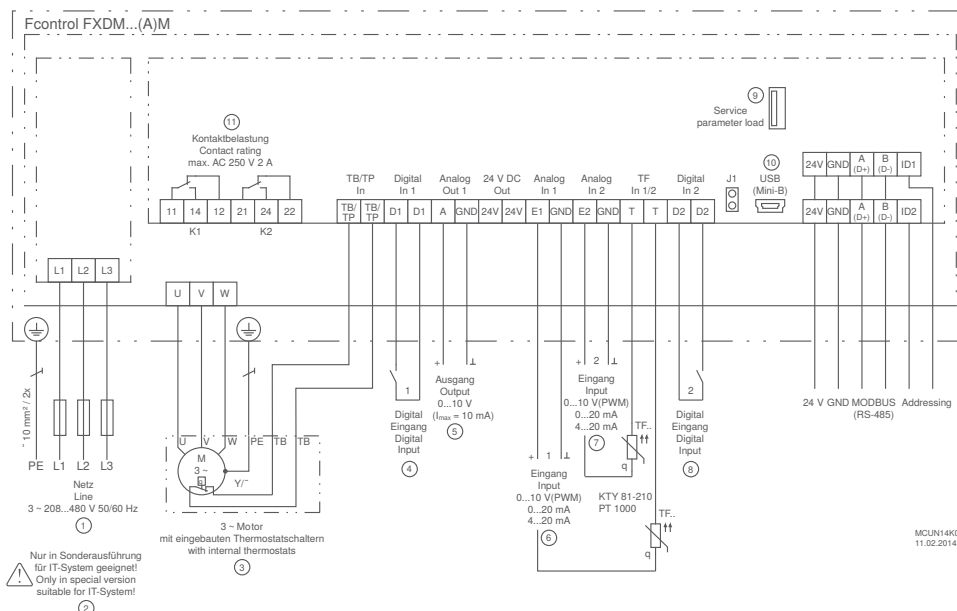 Fcontrol FXDM...(A)M
9
Service
parameter load
11
Kontaktbelastung
Contact rating
max. AC 250 V 2 A
10
USB
(Mini-B)
J1
TB/TP
In
Digital
In 1
Analog
Out 1
24 V DC
Out
Analog
In 1
Analog
In 2
TF
In 1/2
Digital
In 2
24V GND A (D+) B (D-) ID1
11 14 12 21 24 22
K1 K2
TB/TP TB/TP D1 D1 A GND 24V 24V E1 GND E2 GND T T D2 D2
24V GND A (D+) B (D-) ID2
L1 L2 L3
U V W
10 mm² / 2x
PE L1 L2 L3
Netz
Line
3 ~ 208...480 V 50/60 Hz
1
Nur in Sonderausführung
für IT-System geeignet!
Only in special version
suitable for IT-System!
2
U V W PE TB TB
M
3 ~
Y/
3 ~ Motor
mit eingebauten Thermostatschaltern
with internal thermostats
3
1
Digital
Eingang
Digital
Input
4
+ ⊥
Ausgang
Output
0...10 V
(Imax = 10 mA)
5
+ 1 ⊥
Eingang
Input
0...10 V(PWM)
0...20 mA
4...20 mA
6
+ 2 ⊥
Eingang
Input
0...10 V(PWM)
0...20 mA
4...20 mA
7
TF..
q
KTY 81-210
PT 1000
TF..
q
2
Digital
Eingang
Digital
Input
8
24 V GND MODBUS Addressing
(RS-485)
MCUN14K0
11.02.2014